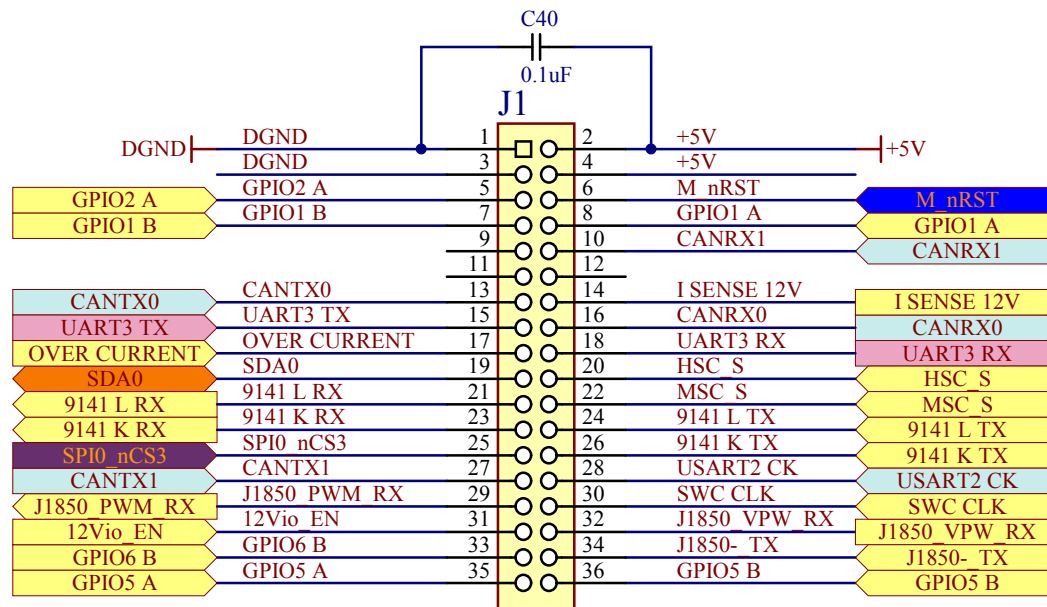 C40
0.1uF
J1
DGND DGND 1 2 +5V +5V
DGND 3 4 +5V
GPIO2 A GPIO2 A 5 6 M_nRST M_nRST
GPIO1 B GPIO1 B 7 8 GPIO1 A GPIO1 A
9 10 CANRX1 CANRX1
11 12
CANTX0 CANTX0 13 14 I SENSE 12V I SENSE 12V
UART3 TX UART3 TX 15 16 CANRX0 CANRX0
OVER CURRENT OVER CURRENT 17 18 UART3 RX UART3 RX
SDA0 SDA0 19 20 HSC_S HSC_S
9141 L RX 9141 L RX 21 22 MSC_S MSC_S
9141 K RX 9141 K RX 23 24 9141 L TX 9141 L TX
SPI0_nCS3 SPI0_nCS3 25 26 9141 K TX 9141 K TX
CANTX1 CANTX1 27 28 USART2 CK USART2 CK
J1850_PWM_RX J1850_PWM_RX 29 30 SWC CLK SWC CLK
12Vio_EN 12Vio_EN 31 32 J1850_VPW_RX J1850_VPW_RX
GPIO6 B GPIO6 B 33 34 J1850-_TX J1850-_TX
GPIO5 A GPIO5 A 35 36 GPIO5 B GPIO5 B